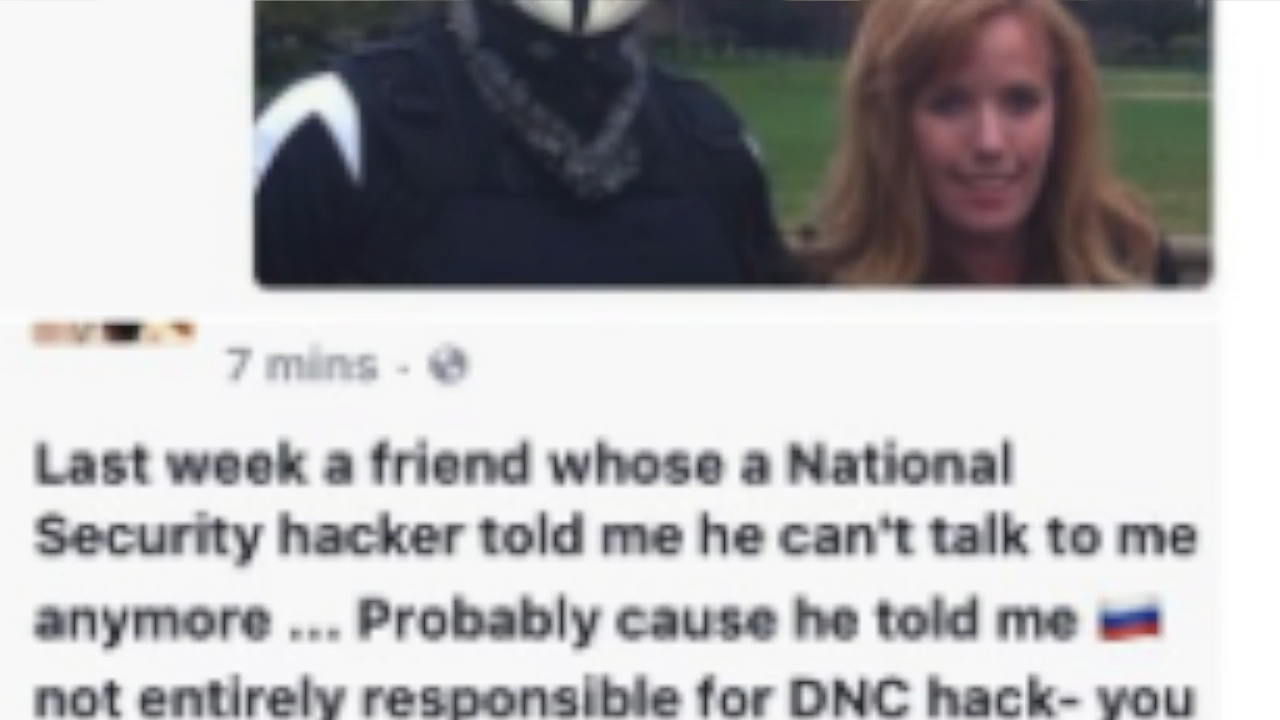 7 mins ·
Last week a friend whose a National
Security hacker told me he can't talk to me
anymore ... Probably cause he told me 🇷🇺
not entirely responsible for DNC hack- you